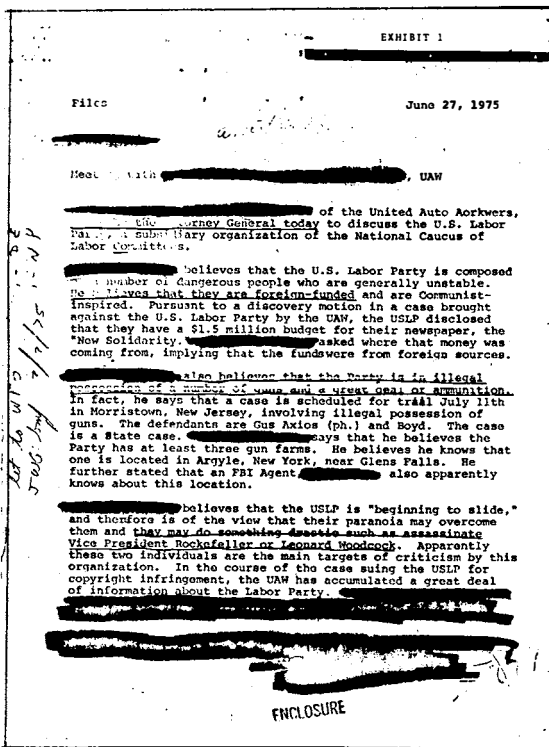 EXHIBIT 1
Files
June 27, 1975
with , UAW
of the United Auto Aorkwers,
the Attorney General today to discuss the U.S. Labor
Party, a subsidiary organization of the National Caucus of
Labor Committees.
believes that the U.S. Labor Party is composed
number of dangerous people who are generally unstable.
He believes that they are foreign-funded and are Communist-
Inspired. Pursuant to a discovery motion in a case brought
against the U.S. Labor Party by the UAW, the USLP disclosed
that they have a $1.5 million budget for their newspaper, the
"Now Solidarity. asked where that money was
coming from, implying that the fundswere from foreign sources.
also believes that the Party is in illegal
possession of a number of guns and a great deal or ammunition.
In fact, he says that a case is scheduled for trail July 11th
in Morristown, New Jersey, involving illegal possession of
guns. The defendants are Gus Axios (ph.) and Boyd. The case
is a State case. says that he believes the
Party has at least three gun farms. He believes he knows that
one is located in Argyle, New York, near Glens Falls. He
further stated that an FBI Agent, also apparently
knows about this location.
believes that the USLP is "beginning to slide,"
and therefore is of the view that their paranoia may overcome
them and they may do something drastic such as assassinate
Vice President Rockefeller or Leonard Woodcock. Apparently
these two individuals are the main targets of criticism by this
organization. In the course of the case suing the USLP for
copyright infringement, the UAW has accumulated a great deal
of information about the Labor Party.
ENCLOSURE